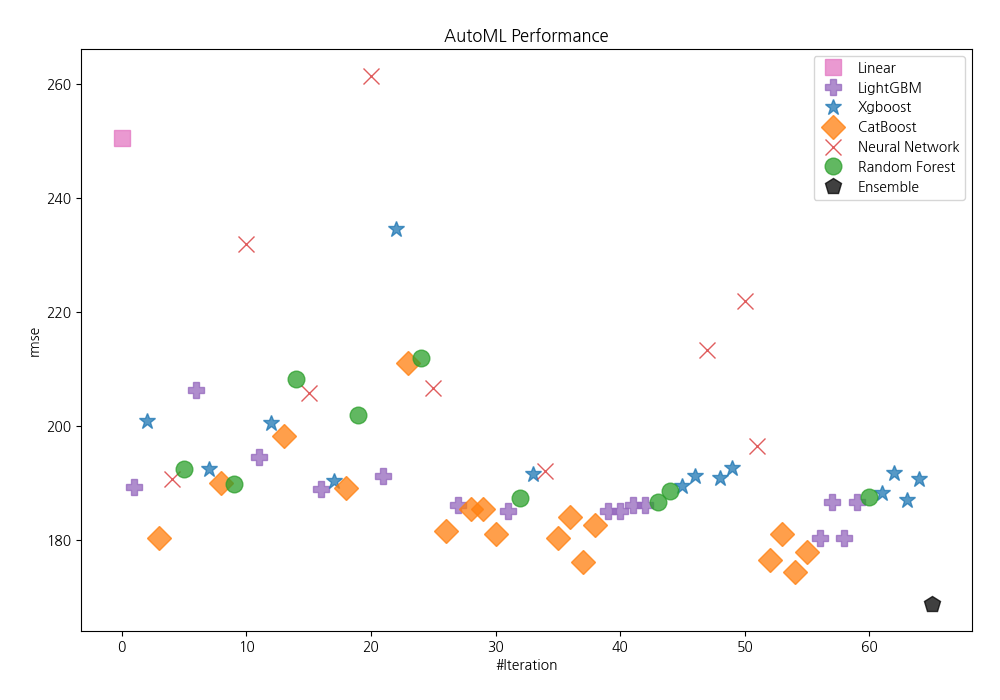 AutoML Performance
rmse
260
240
220
200
180
0 10 20 30 40 50 60
#Iteration
Linear
LightGBM
Xgboost
CatBoost
Neural Network
Random Forest
Ensemble